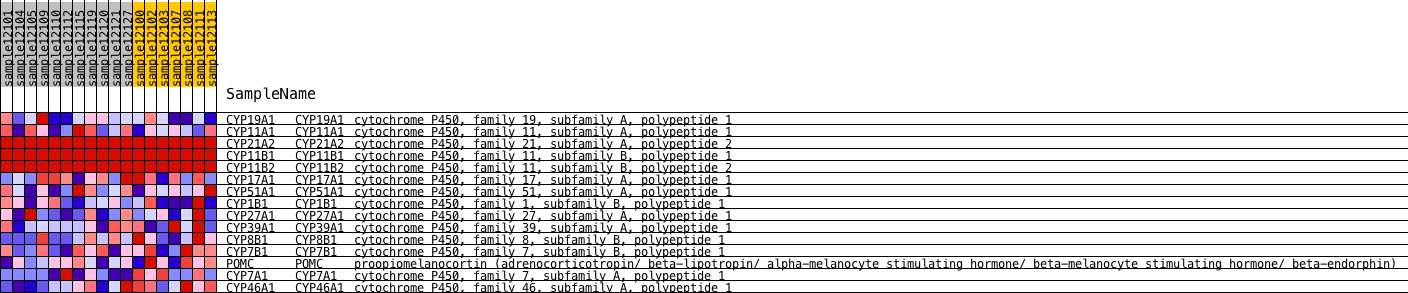 sample12101
sample12104
sample12105
sample12109
sample12110
sample12112
sample12115
sample12119
sample12120
sample12121
sample12127
sample12100
sample12102
sample12103
sample12107
sample12108
sample12111
sample12113
SampleName
CYP19A1 CYP19A1 cytochrome P450, family 19, subfamily A, polypeptide 1
CYP11A1 CYP11A1 cytochrome P450, family 11, subfamily A, polypeptide 1
CYP21A2 CYP21A2 cytochrome P450, family 21, subfamily A, polypeptide 2
CYP11B1 CYP11B1 cytochrome P450, family 11, subfamily B, polypeptide 1
CYP11B2 CYP11B2 cytochrome P450, family 11, subfamily B, polypeptide 2
CYP17A1 CYP17A1 cytochrome P450, family 17, subfamily A, polypeptide 1
CYP51A1 CYP51A1 cytochrome P450, family 51, subfamily A, polypeptide 1
CYP1B1 CYP1B1 cytochrome P450, family 1, subfamily B, polypeptide 1
CYP27A1 CYP27A1 cytochrome P450, family 27, subfamily A, polypeptide 1
CYP39A1 CYP39A1 cytochrome P450, family 39, subfamily A, polypeptide 1
CYP8B1 CYP8B1 cytochrome P450, family 8, subfamily B, polypeptide 1
CYP7B1 CYP7B1 cytochrome P450, family 7, subfamily B, polypeptide 1
POMC POMC proopiomelanocortin (adrenocorticotropin/ beta-lipotropin/ alpha-melanocyte stimulating hormone/ beta-melanocyte stimulating hormone/ beta-endorphin)
CYP7A1 CYP7A1 cytochrome P450, family 7, subfamily A, polypeptide 1
CYP46A1 CYP46A1 cytochrome P450, family 46, subfamily A, polypeptide 1